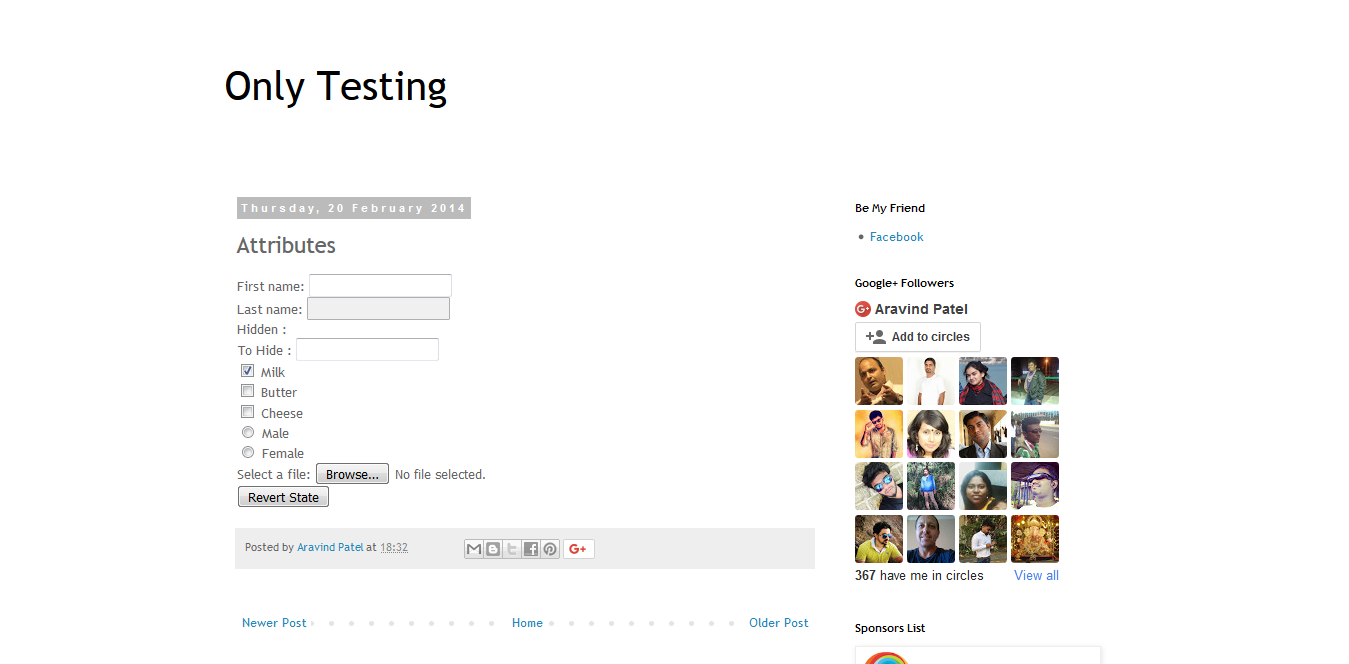 Only Testing
Thursday, 20 February 2014
Attributes
First name:
Last name:
Hidden :
To Hide :
Milk
Butter
Cheese
Male
Female
Select a file: Browse... No file selected.
Revert State
Posted by Aravind Patel at 18:32
G+
Newer Post
Home
Older Post
Be My Friend
Facebook
Google+ Followers
G+ Aravind Patel
Add to circles
367 have me in circles View all
Sponsors List